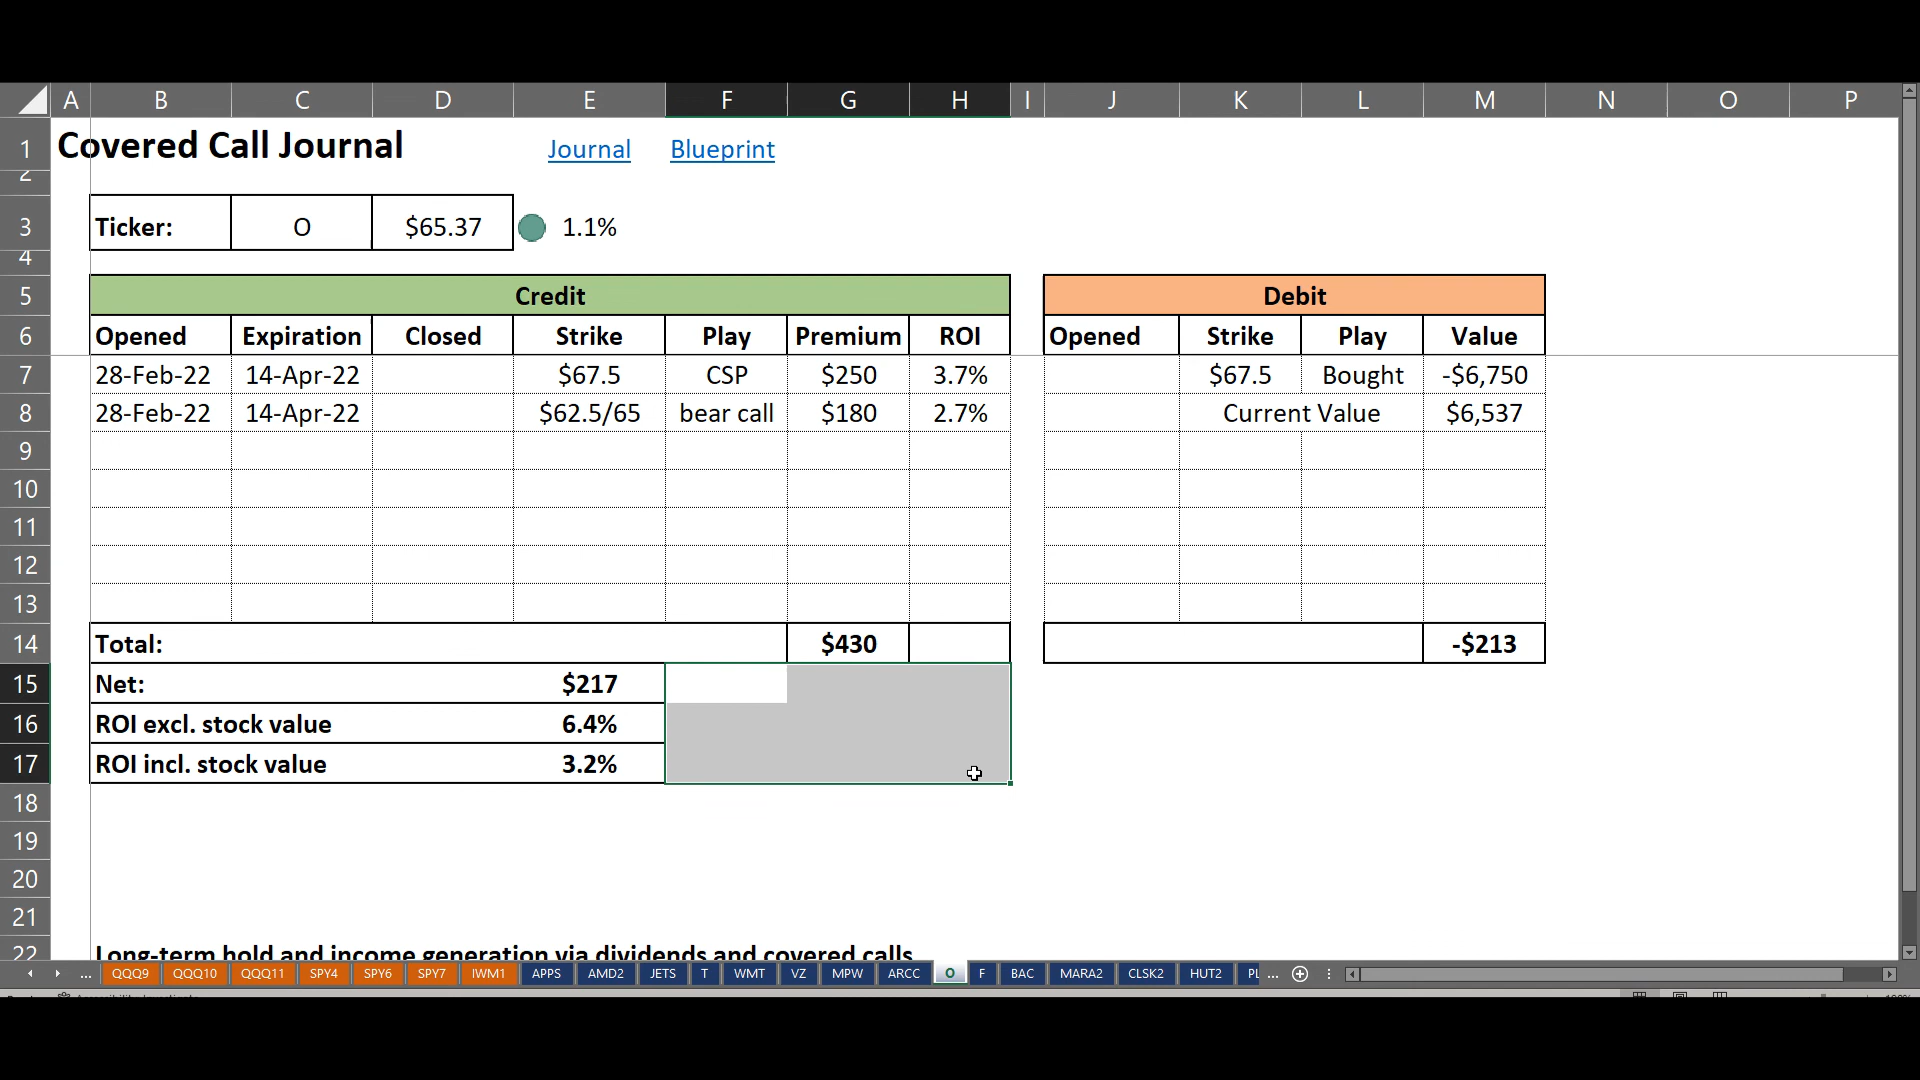 A B C D E F G H I J K L M N O P
1 Covered Call Journal Journal Blueprint
2
3 Ticker: O $65.37 1.1%
4
5 Credit Debit
6 Opened Expiration Closed Strike Play Premium ROI Opened Strike Play Value
7 28-Feb-22 14-Apr-22 $67.5 CSP $250 3.7% $67.5 Bought -$6,750
8 28-Feb-22 14-Apr-22 $62.5/65 bear call $180 2.7% Current Value $6,537
9
10
11
12
13
14 Total: $430 -$213
15 Net: $217
16 ROI excl. stock value 6.4%
17 ROI incl. stock value 3.2%
18
19
20
21
22 Long-term hold and income generation via dividends and covered calls
... QQQ9 QQQ10 QQQ11 SPY4 SPY6 SPY7 IWM1 APPS AMD2 JETS T WMT VZ MPW ARCC O F BAC MARA2 CLSK2 HUT2 PL ...